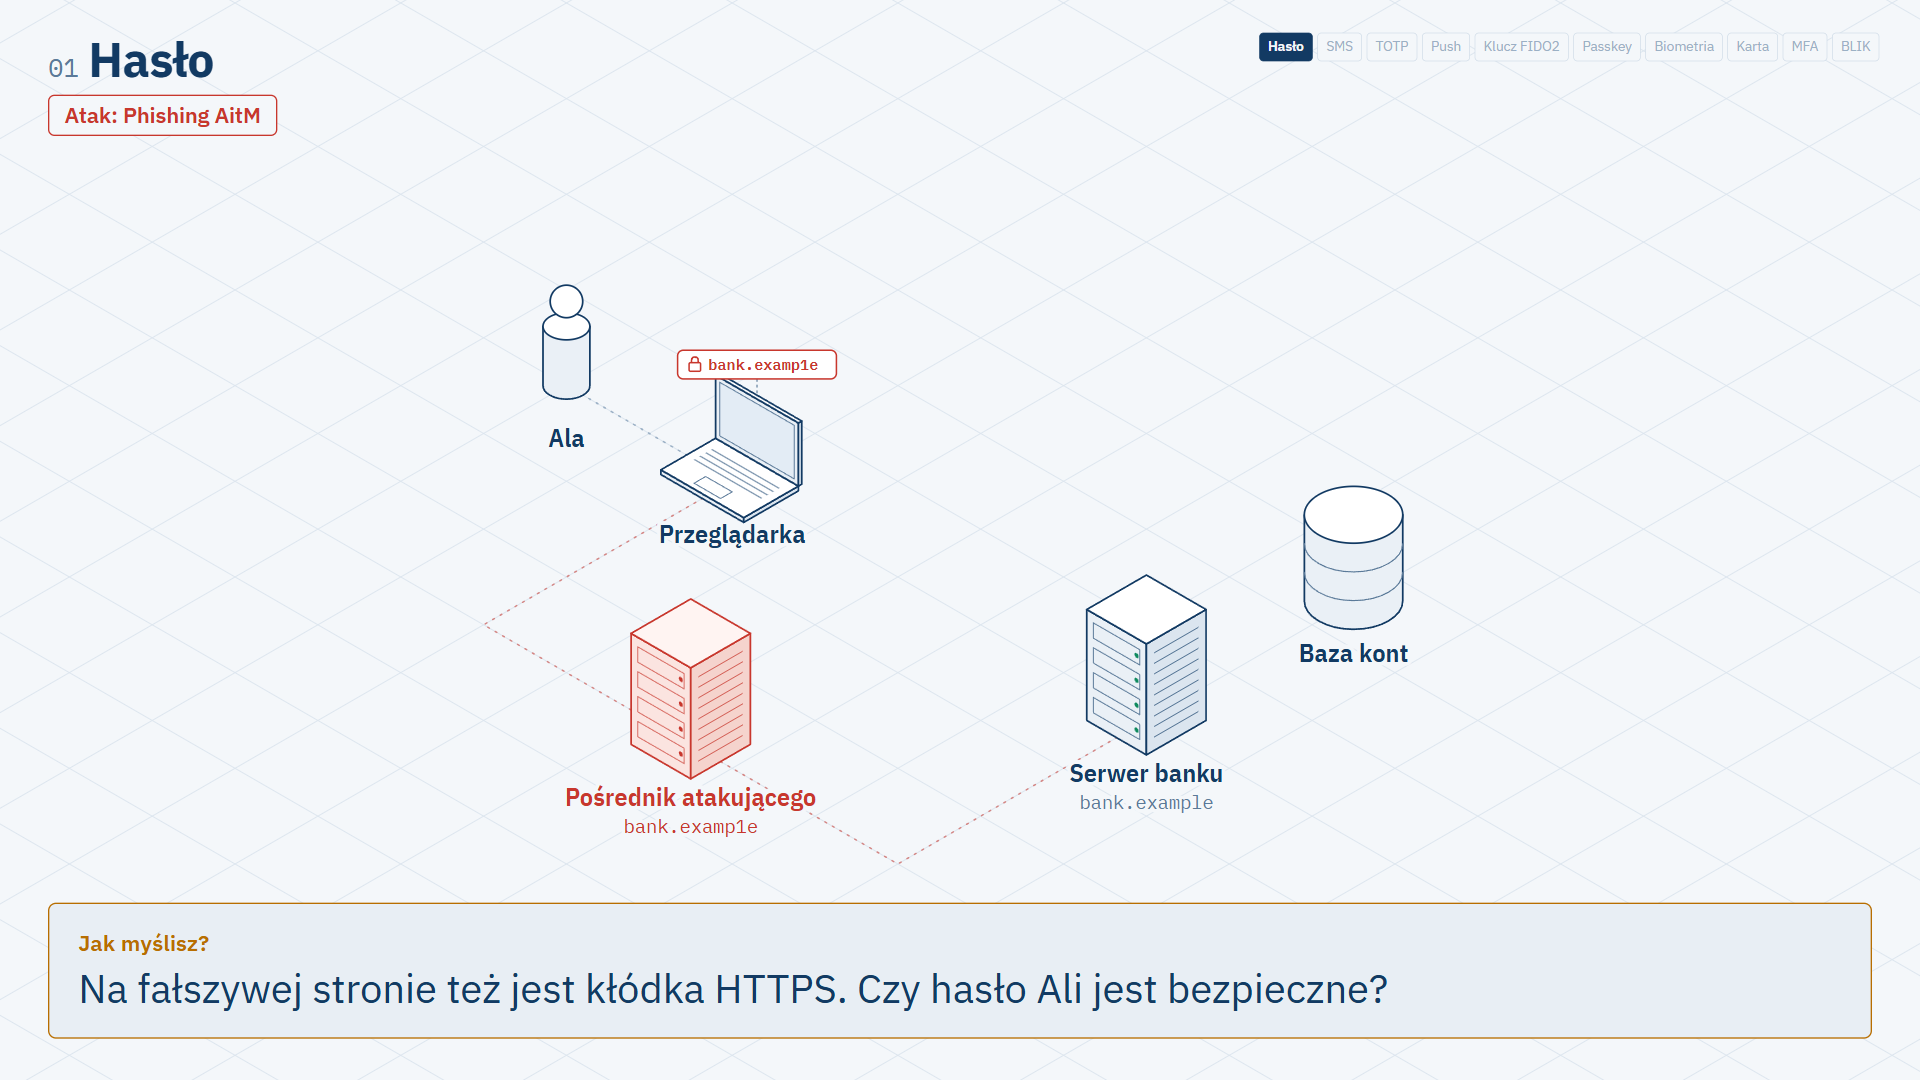 01 Hasło
Hasło SMS TOTP Push Klucz FIDO2 Passkey Biometria Karta MFA BLIK
Atak: Phishing AitM
bank.examp1e
Ala
Przeglądarka
Baza kont
Serwer banku
bank.example
Pośrednik atakującego
bank.examp1e
Jak myślisz?
Na fałszywej stronie też jest kłódka HTTPS. Czy hasło Ali jest bezpieczne?